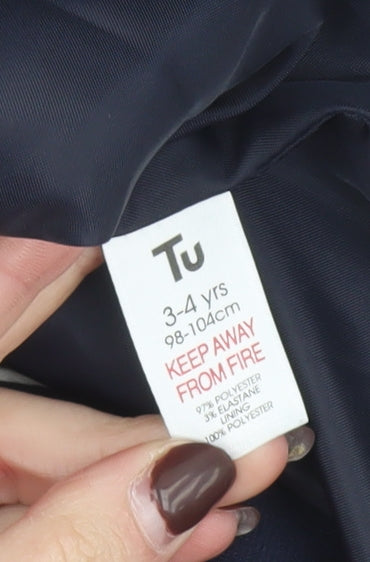 Tu
3-4 yrs
98-104cm
KEEP AWAY
FROM FIRE
97% POLYESTER
3% ELASTANE
LINING
100% POLYESTER